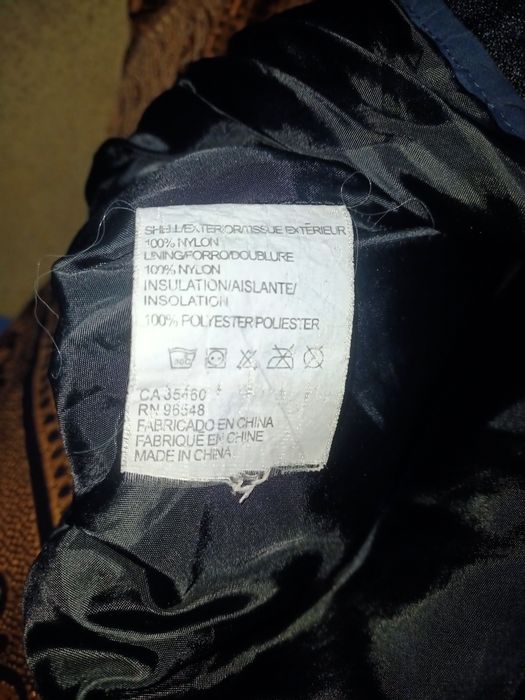 SHELL/EXTERIOR/TISSUE EXTÉRIEUR
100% NYLON
LINING/FORRO/DOUBLURE
100% NYLON
INSULATION/AISLANTE/
INSOLATION
100% POLYESTER/POLIESTER
CA 35460
RN 96548
FABRICADO EN CHINA
FABRIQUE EN CHINE
MADE IN CHINA